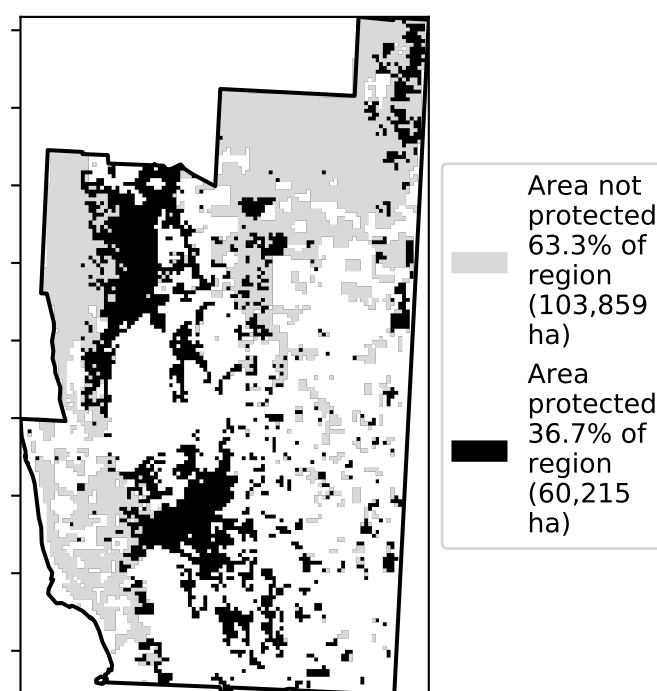 Area not
protected
63.3% of
region
(103,859
ha)
Area
protected
36.7% of
region
(60,215
ha)